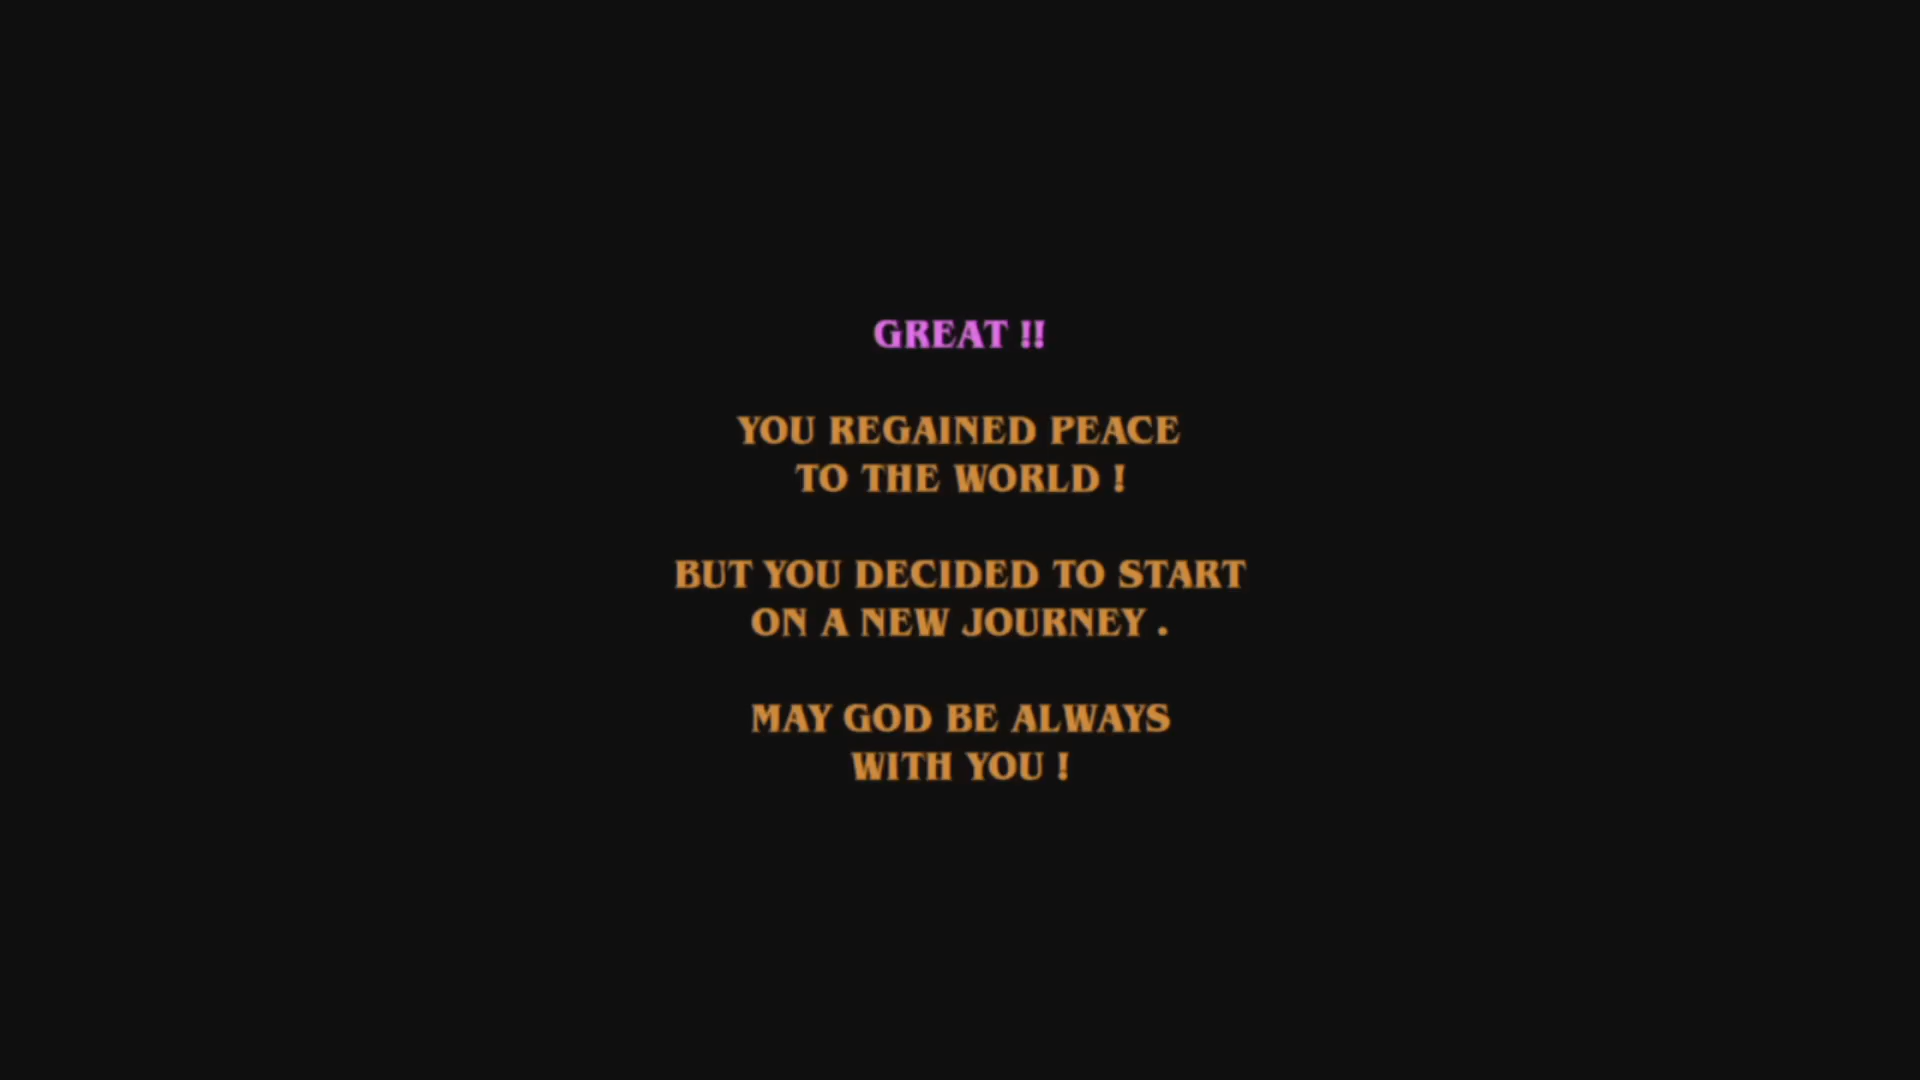 GREAT !!
YOU REGAINED PEACE
TO THE WORLD !
BUT YOU DECIDED TO START
ON A NEW JOURNEY .
MAY GOD BE ALWAYS
WITH YOU !